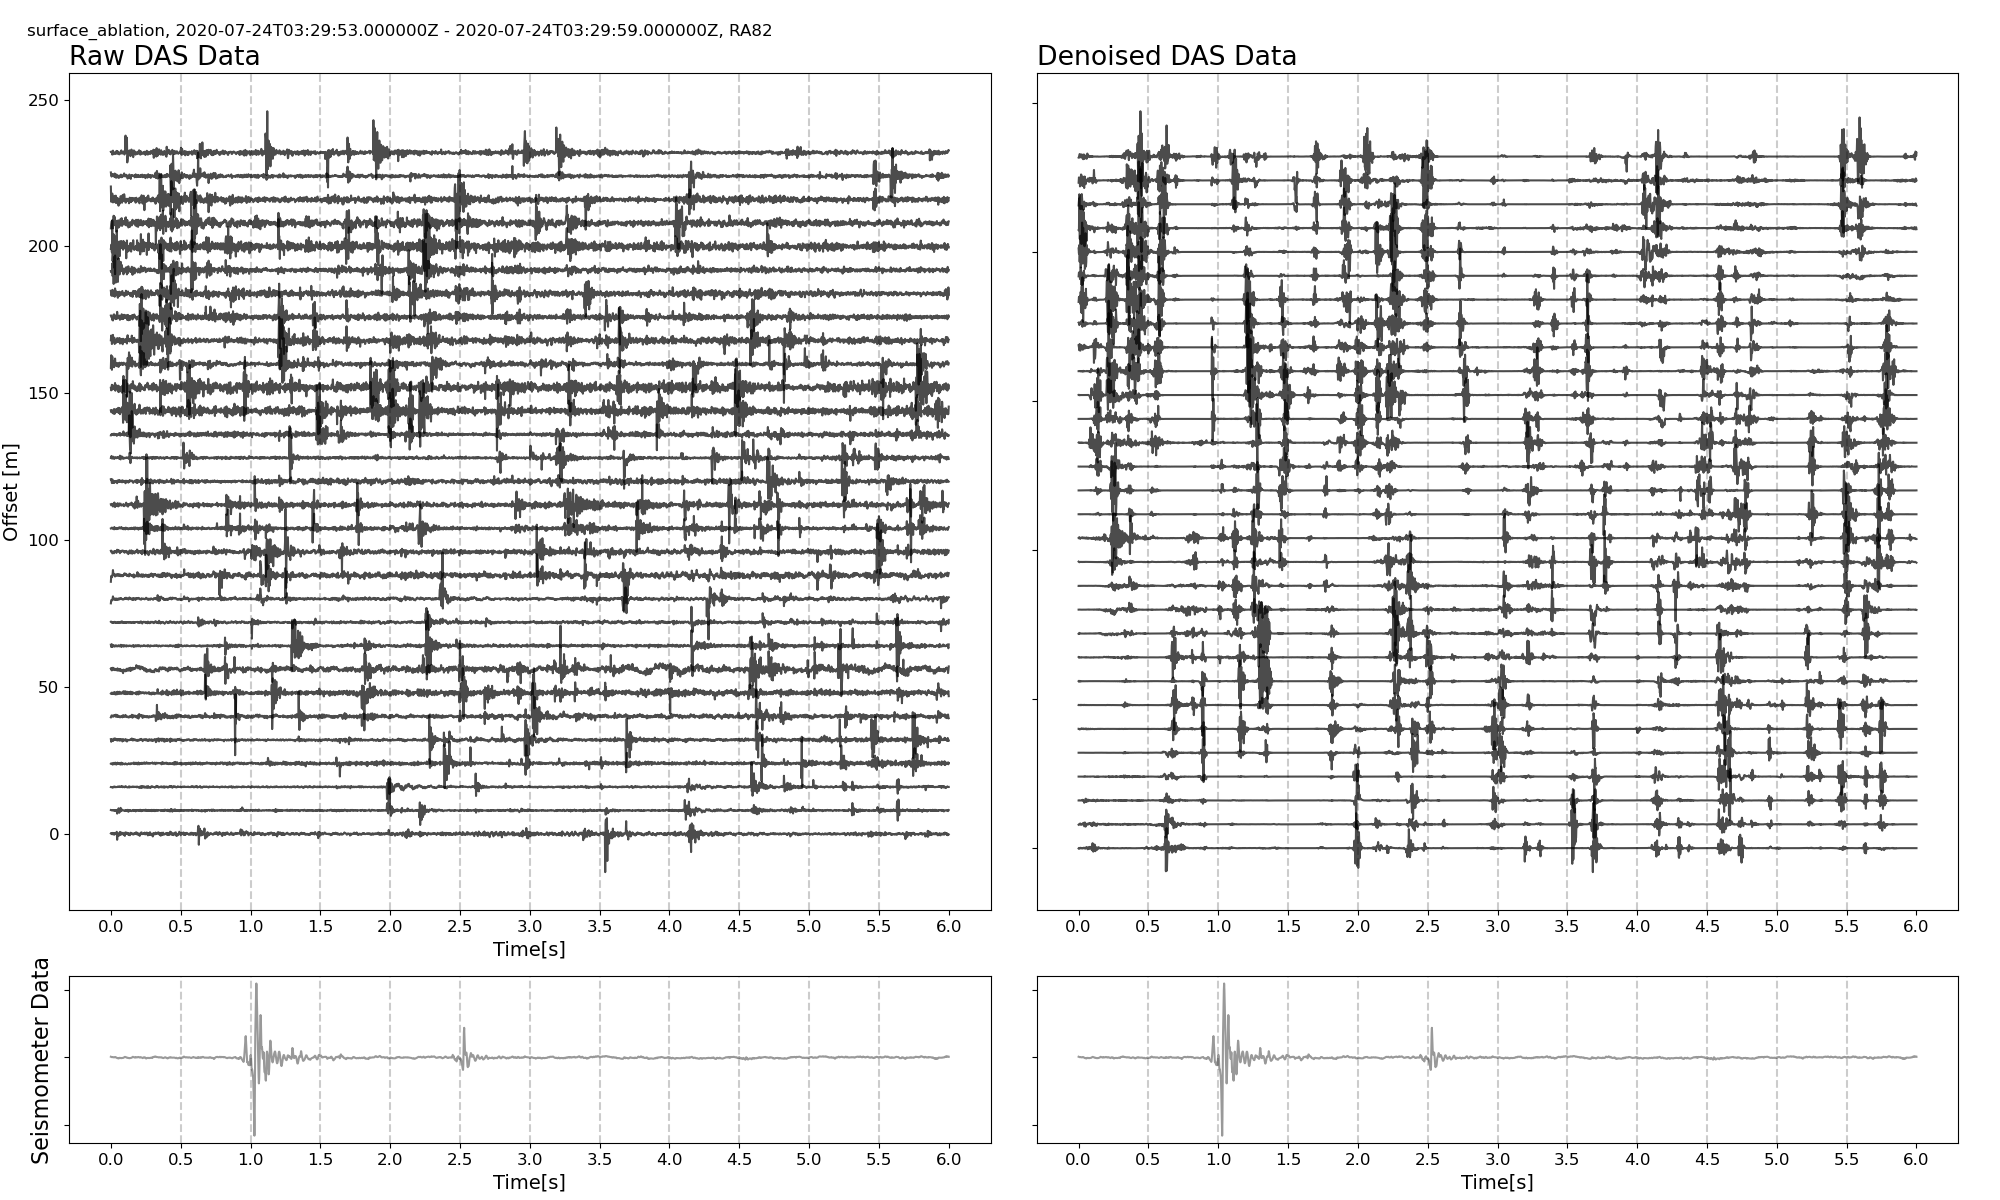 surface_ablation, 2020-07-24T03:29:53.000000Z - 2020-07-24T03:29:59.000000Z, RA82
Raw DAS Data
Denoised DAS Data
Offset [m]
250
200
150
100
50
0
0.0 0.5 1.0 1.5 2.0 2.5 3.0 3.5 4.0 4.5 5.0 5.5 6.0
0.0 0.5 1.0 1.5 2.0 2.5 3.0 3.5 4.0 4.5 5.0 5.5 6.0
Time[s]
Seismometer Data
0.0 0.5 1.0 1.5 2.0 2.5 3.0 3.5 4.0 4.5 5.0 5.5 6.0
0.0 0.5 1.0 1.5 2.0 2.5 3.0 3.5 4.0 4.5 5.0 5.5 6.0
Time[s]
Time[s]